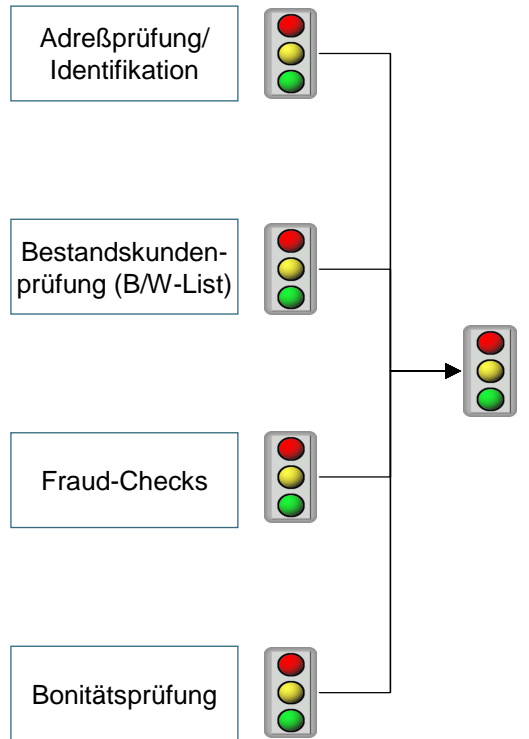 Adreßprüfung/
Identifikation
Bestandskunden-
prüfung (B/W-List)
Fraud-Checks
Bonitätsprüfung